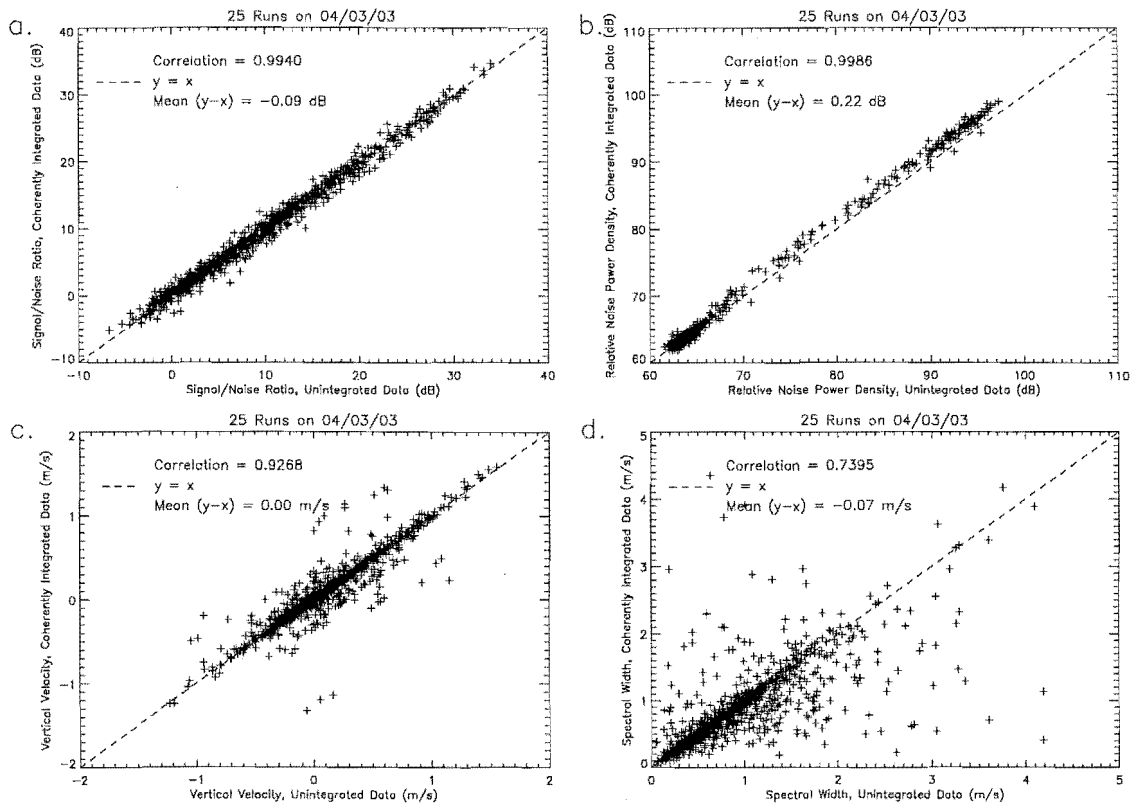 a.
25 Runs on 04/03/03
Correlation = 0.9940
y = x
Mean (y-x) = -0.09 dB
Signal/Noise Ratio, Coherently Integrated Data (dB)
40
30
20
10
0
-10
-10 0 10 20 30 40
Signal/Noise Ratio, Unintegrated Data (dB)
b.
25 Runs on 04/03/03
Correlation = 0.9986
y = x
Mean (y-x) = 0.22 dB
Relative Noise Power Density, Coherently Integrated Data (dB)
110
100
90
80
70
60
60 70 80 90 100 110
Relative Noise Power Density, Unintegrated Data (dB)
c.
25 Runs on 04/03/03
Correlation = 0.9268
y = x
Mean (y-x) = 0.00 m/s
Vertical Velocity, Coherently Integrated Data (m/s)
2
1
0
-1
-2
-2 -1 0 1 2
Vertical Velocity, Unintegrated Data (m/s)
d.
25 Runs on 04/03/03
Correlation = 0.7395
y = x
Mean (y-x) = -0.07 m/s
Spectral Width, Coherently Integrated Data (m/s)
5
4
3
2
1
0
0 1 2 3 4 5
Spectral Width, Unintegrated Data (m/s)